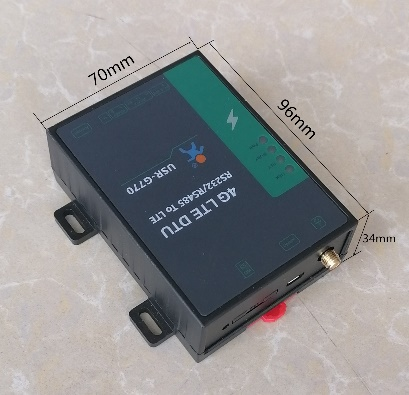 70mm
96mm
34mm
USR-G770
4G LTE DTU
RS232/RS485 To LTE